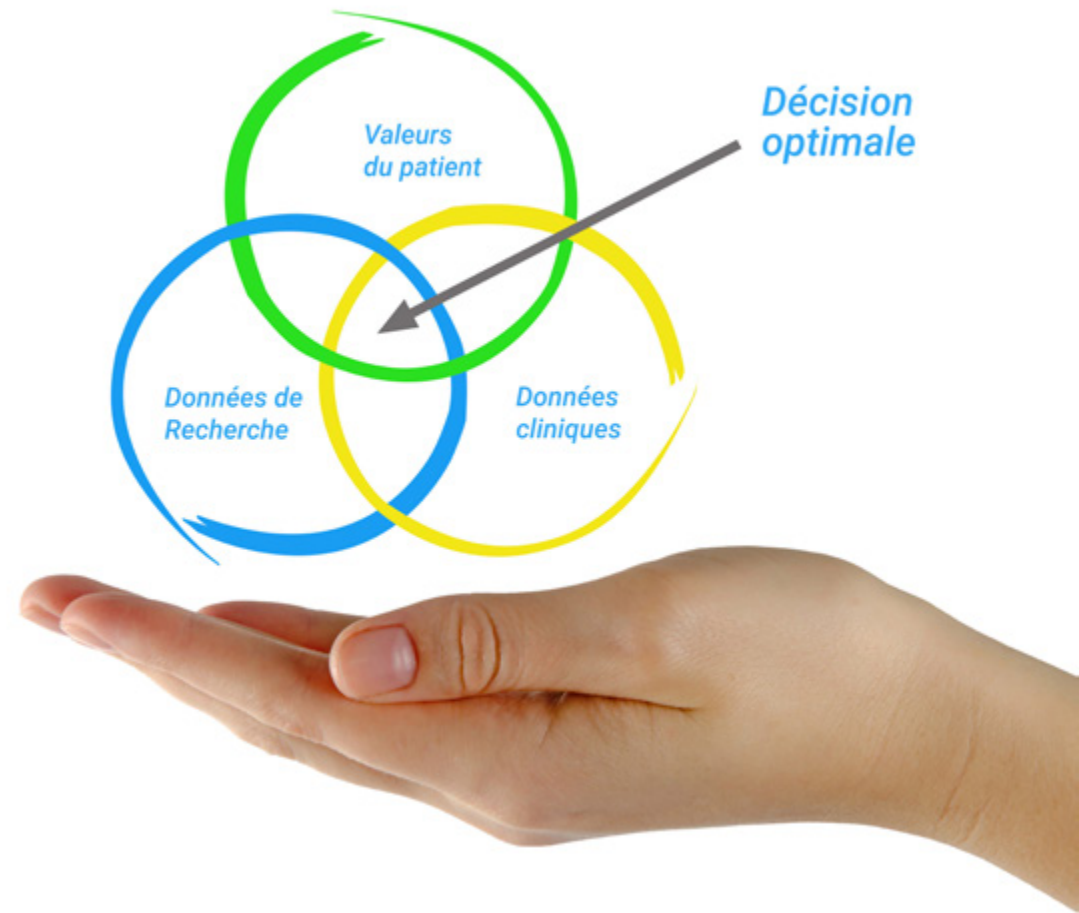 Valeurs
du patient
Décision
optimale
Données de
Recherche
Données
cliniques